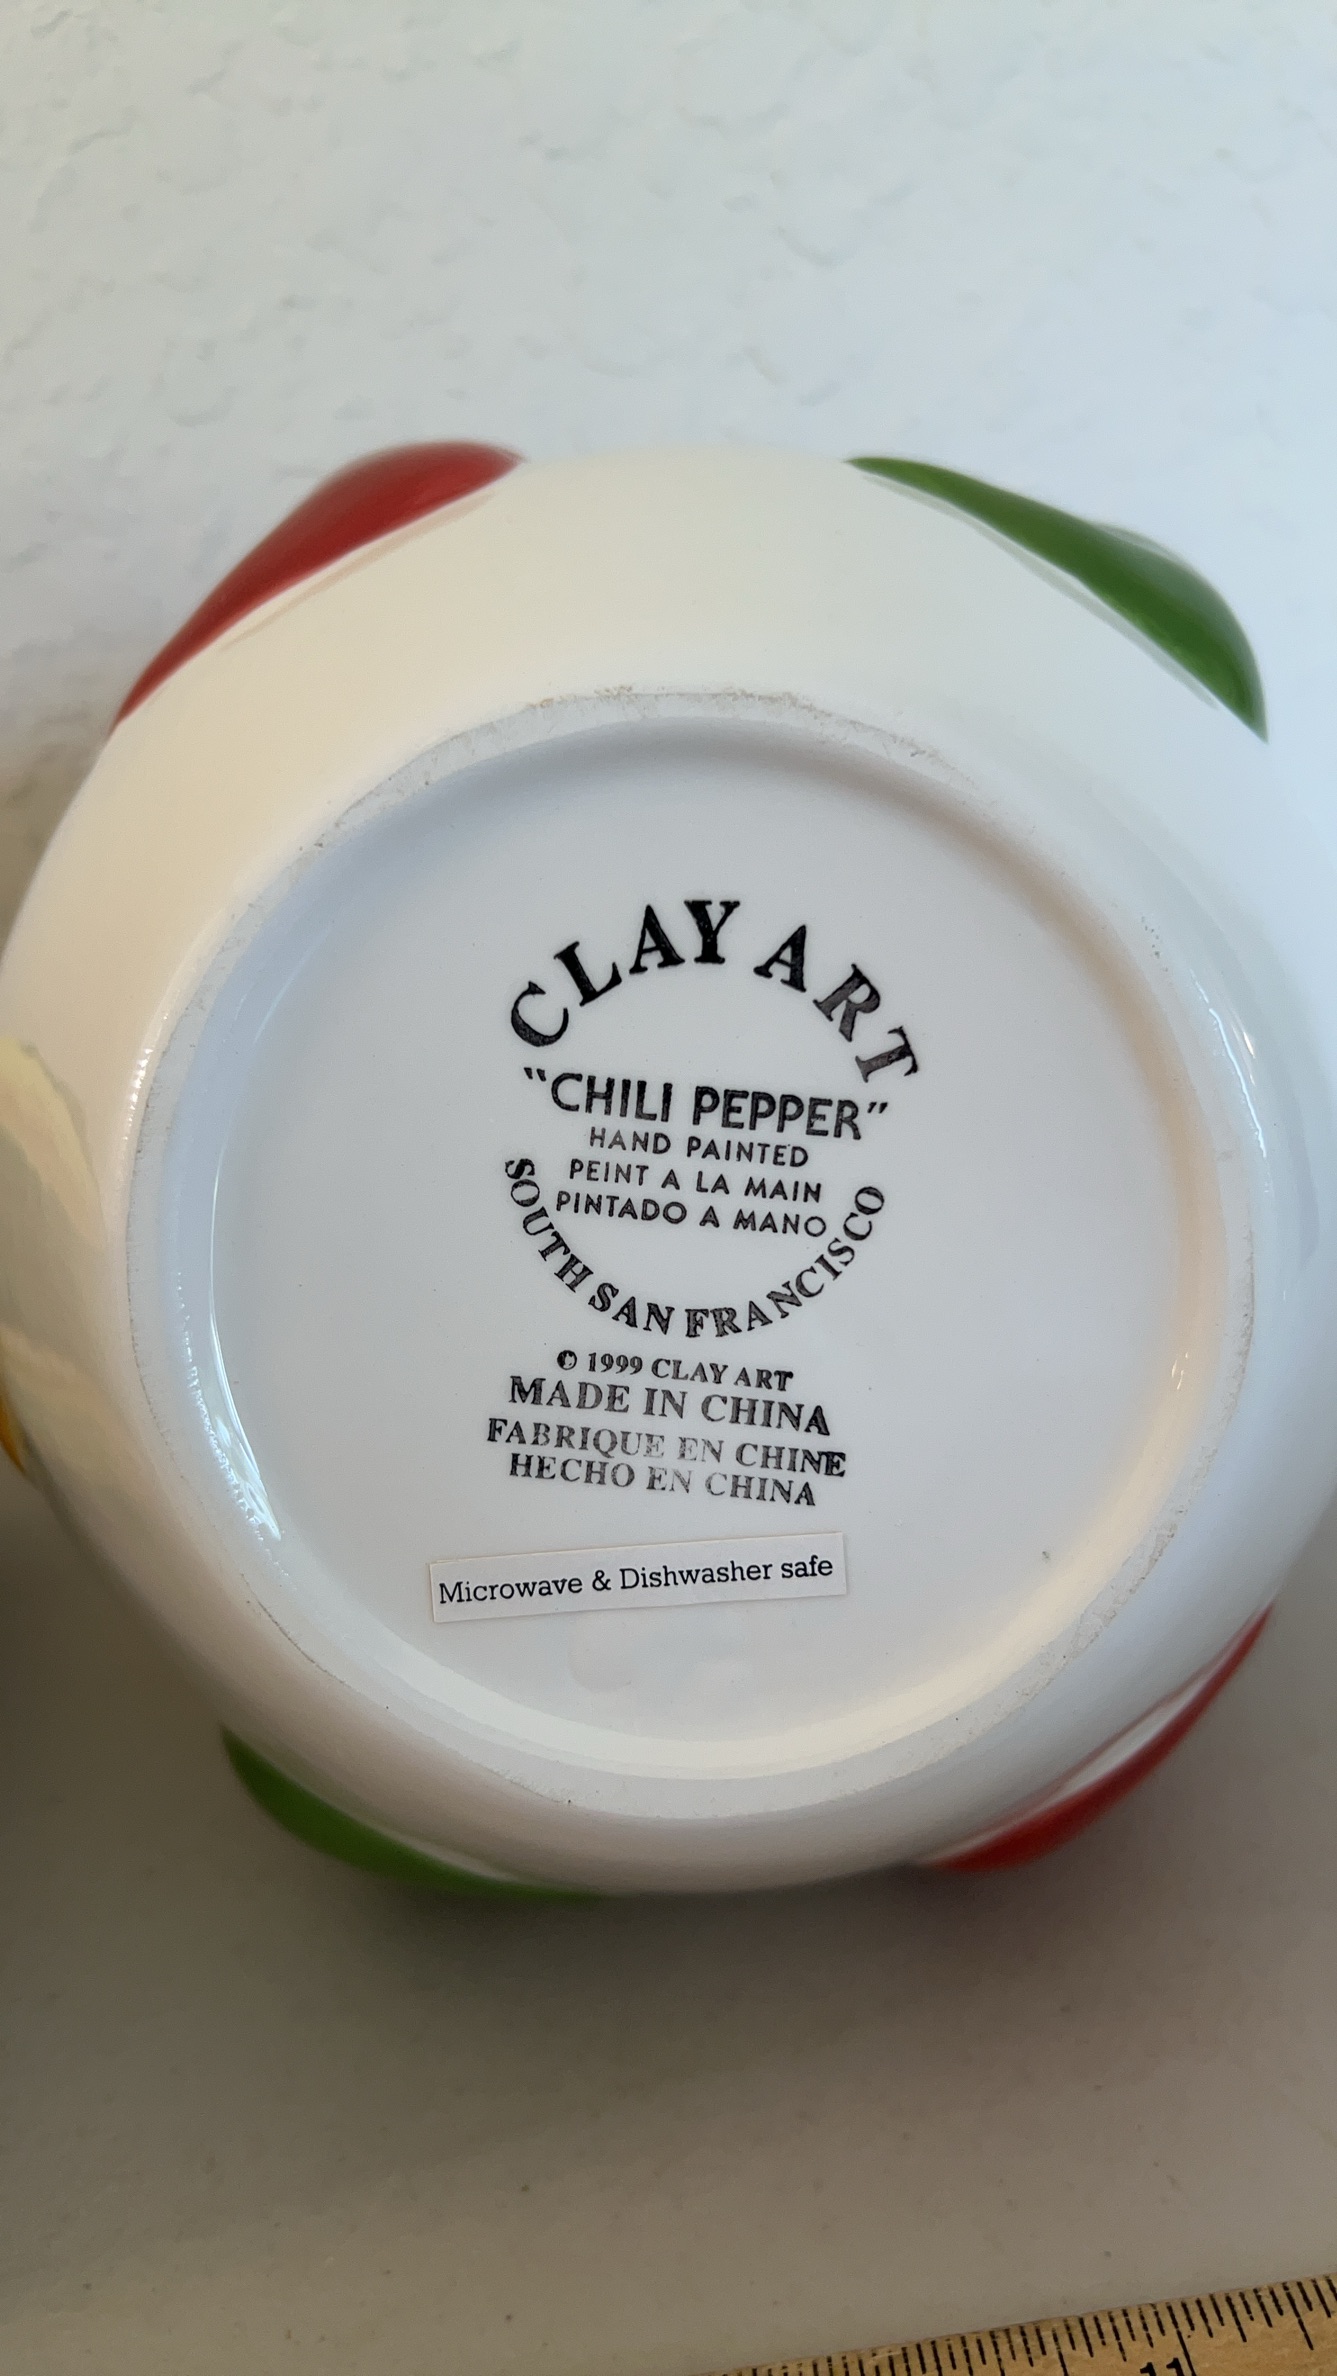 CLAY ART
"CHILI PEPPER"
HAND PAINTED
PEINT A LA MAIN
PINTADO A MANO
SOUTH SAN FRANCISCO
© 1999 CLAY ART
MADE IN CHINA
FABRIQUE EN CHINE
HECHO EN CHINA
Microwave & Dishwasher safe
11